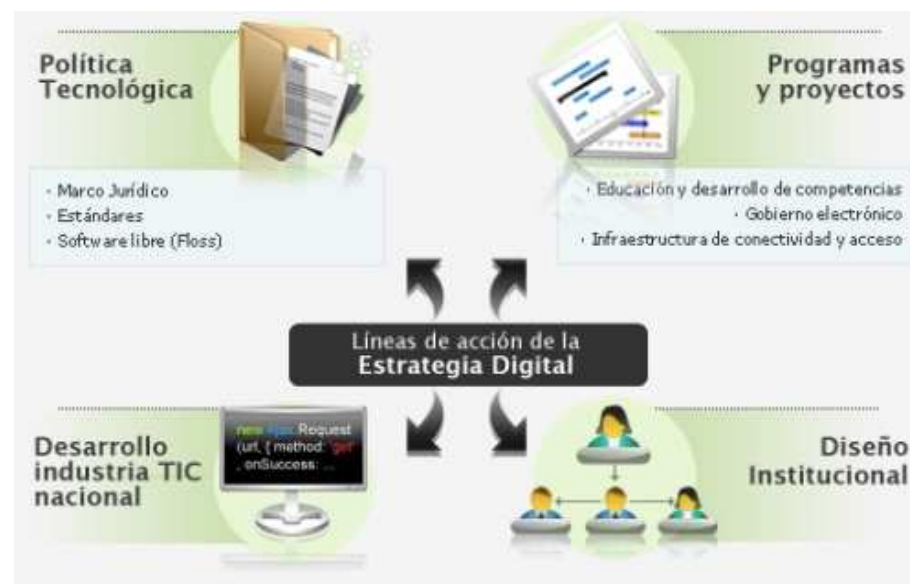 Política
Tecnológica
· Marco Jurídico
· Estándares
· Software libre (Floss)
Programas
y proyectos
· Educación y desarrollo de competencias
· Gobierno electrónico
· Infraestructura de conectividad y acceso
Líneas de acción de la
Estrategia Digital
Desarrollo
industria TIC
nacional
new Ajax.Request
(url, { method: 'get'
, onSuccess: ...
Diseño
Institucional